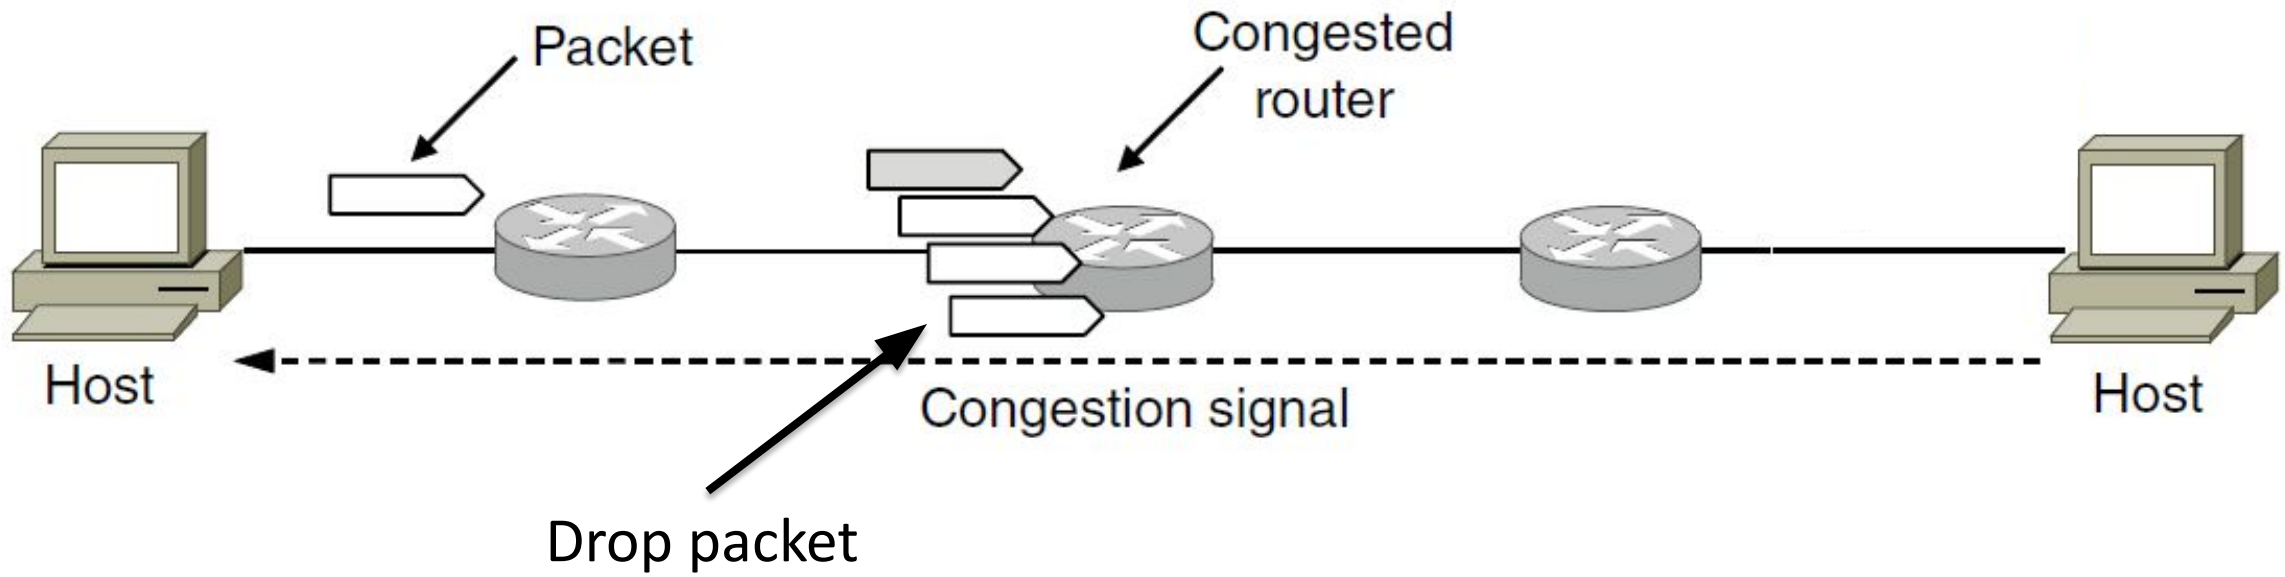 Packet
Congested
router
Host
Host
Congestion signal
Drop packet